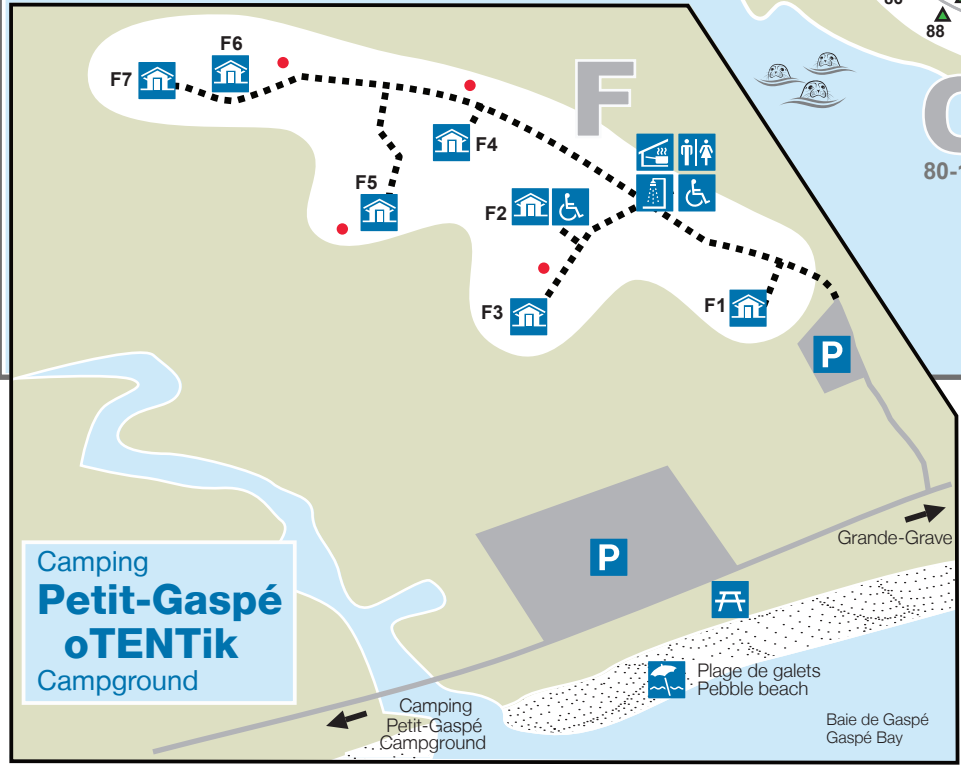 88
F6
F7
F
F4
F5
F2
F3
F1
P
P
Grande-Grave
Camping
Petit-Gaspé
oTENTik
Campground
Plage de galets
Pebble beach
Camping
Petit-Gaspé
Campground
Baie de Gaspé
Gaspé Bay